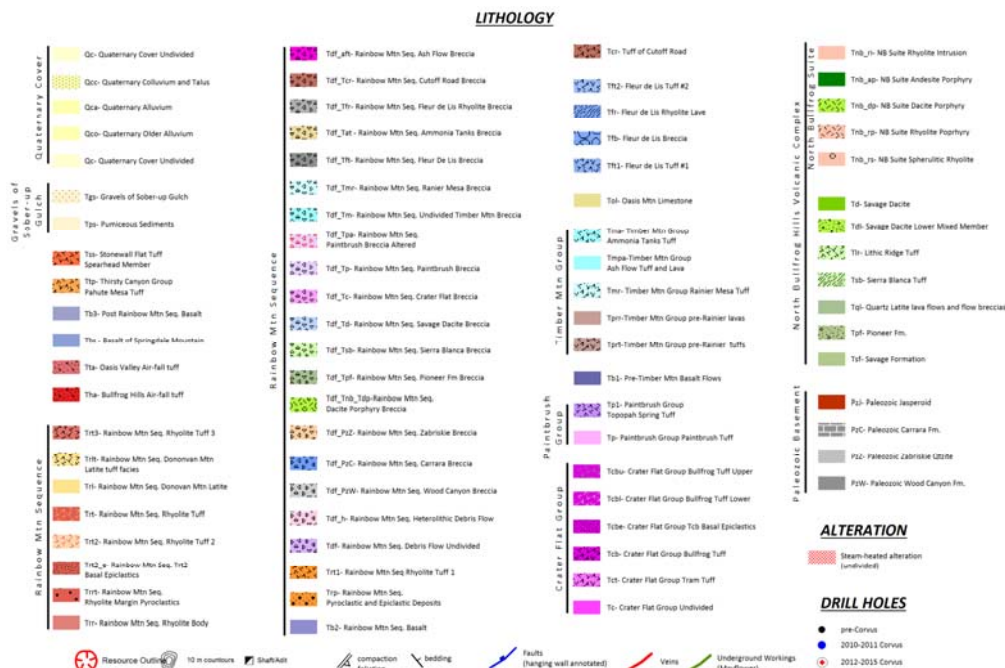 LITHOLOGY
Quaternary Cover
Qc- Quaternary Cover Undivided
Qcc- Quaternary Colluvium and Talus
Qca- Quaternary Alluvium
Qco- Quaternary Older Alluvium
Qc- Quaternary Cover Undivided
Gravels of
Sober-up
Gulch
Tgs- Gravels of Sober-up Gulch
Tps- Pumiceous Sediments
Tss- Stonewall Flat Tuff
Spearhead Member
Ttp- Thirsty Canyon Group
Pahute Mesa Tuff
Tb3- Post Rainbow Mtn Seq. Basalt
Basalt of Springdale Mountain
Tta- Oasis Valley Air-fall tuff
Tha- Bullfrog Hills Air-fall tuff
Rainbow Mtn Sequence
Trt3- Rainbow Mtn Seq. Rhyolite Tuff 3
Trlt- Rainbow Mtn Seq. Dononvan Mtn
Latite tuff facies
Trl- Rainbow Mtn Seq. Donovan Mtn Latite
Trt- Rainbow Mtn Seq. Rhyolite Tuff
Trt2- Rainbow Mtn Seq. Rhyolite Tuff 2
Trt2_e- Rainbow Mtn Seq. Trt2
Basal Epiclastics
Trrt- Rainbow Mtn Seq.
Rhyolite Margin Pyroclastics
Trr- Rainbow Mtn Seq. Rhyolite Body
Rainbow Mtn Sequence
Tdf_aft- Rainbow Mtn Seq. Ash Flow Breccia
Tdf_Tcr- Rainbow Mtn Seq. Cutoff Road Breccia
Tdf_Tfr- Rainbow Mtn Seq. Fleur de Lis Rhyolite Breccia
Tdf_Tat - Rainbow Mtn Seq. Ammonia Tanks Breccia
Tdf_Tft- Rainbow Mtn Seq. Fleur De Lis Breccia
Tdf_Tmr- Rainbow Mtn Seq. Ranier Mesa Breccia
Tdf_Tm- Rainbow Mtn Seq. Undivided Timber Mtn Breccia
Tdf_Tpa- Rainbow Mtn Seq.
Paintbrush Breccia Altered
Tdf_Tp- Rainbow Mtn Seq. Paintbrush Breccia
Tdf_Tc- Rainbow Mtn Seq. Crater Flat Breccia
Tdf_Td- Rainbow Mtn Seq. Savage Dacite Breccia
Tdf_Tsb- Rainbow Mtn Seq. Sierra Blanca Breccia
Tdf_Tpf- Rainbow Mtn Seq. Pioneer Fm Breccia
Tdf_Tnb_Tdp-Rainbow Mtn Seq.
Dacite Porphyry Breccia
Tdf_PzZ- Rainbow Mtn Seq. Zabriskie Breccia
Tdf_PzC- Rainbow Mtn Seq. Carrara Breccia
Tdf_PzW- Rainbow Mtn Seq. Wood Canyon Breccia
Tdf_h- Rainbow Mtn Seq. Heterolithic Debris Flow
Tdf- Rainbow Mtn Seq. Debris Flow Undivided
Trt1- Rainbow Mtn Seq Rhyolite Tuff 1
Trp- Rainbow Mtn Seq.
Pyroclastic and Epiclastic Deposits
Tb2- Rainbow Mtn Seq. Basalt
Tcr- Tuff of Cutoff Road
Tft2- Fleur de Lis Tuff #2
Tfr- Fleur de Lis Rhyolite Lave
Tfb- Fleur de Lis Breccia
Tft1- Fleur de Lis Tuff #1
Tol- Oasis Mtn Limestone
Timber Mtn Group
Tma- Timber Mtn Group
Ammonia Tanks Tuff
Tmpa-Timber Mtn Group
Ash Flow Tuff and Lava
Tmr- Timber Mtn Group Rainier Mesa Tuff
Tprr-Timber Mtn Group pre-Rainier lavas
Tprt-Timber Mtn Group pre-Rainier tuffs
Tb1- Pre-Timber Mtn Basalt Flows
Paintbrush
Group
Tp1- Paintbrush Group
Topopah Spring Tuff
Tp- Paintbrush Group Paintbrush Tuff
Crater Flat Group
Tcbu- Crater Flat Group Bullfrog Tuff Upper
Tcbl- Crater Flat Group Bullfrog Tuff Lower
Tcbe- Crater Flat Group Tcb Basal Epiclastics
Tcb- Crater Flat Group Bullfrog Tuff
Tct- Crater Flat Group Tram Tuff
Tc- Crater Flat Group Undivided
North Bullfrog Hills Volcanic Complex
North Bullfrog Suite
Tnb_ri- NB Suite Rhyolite Intrusion
Tnb_ap- NB Suite Andesite Porphyry
Tnb_dp- NB Suite Dacite Porphyry
Tnb_rp- NB Suite Rhyolite Poprhyry
Tnb_rs- NB Suite Spherulitic Rhyolite
Td- Savage Dacite
Tdl- Savage Dacite Lower Mixed Member
Tlr- Lithic Ridge Tuff
Tsb- Sierra Blanca Tuff
Tql- Quartz Latite lava flows and flow breccias
Tpf- Pioneer Fm.
Tsf- Savage Formation
Paleozoic Basement
PzJ- Paleozoic Jasperoid
PzC- Paleozoic Carrara Fm.
PzZ- Paleozoic Zabriskie Qtzite
PzW- Paleozoic Wood Canyon Fm.
ALTERATION
Steam-heated alteration
(undivided)
DRILL HOLES
pre-Corvus
2010-2011 Corvus
2012-2015 Corvus
Resource Outline
10 m countours
Shaft/Adit
compaction
bedding
Faults
(hanging wall annotated)
Veins
Underground Workings